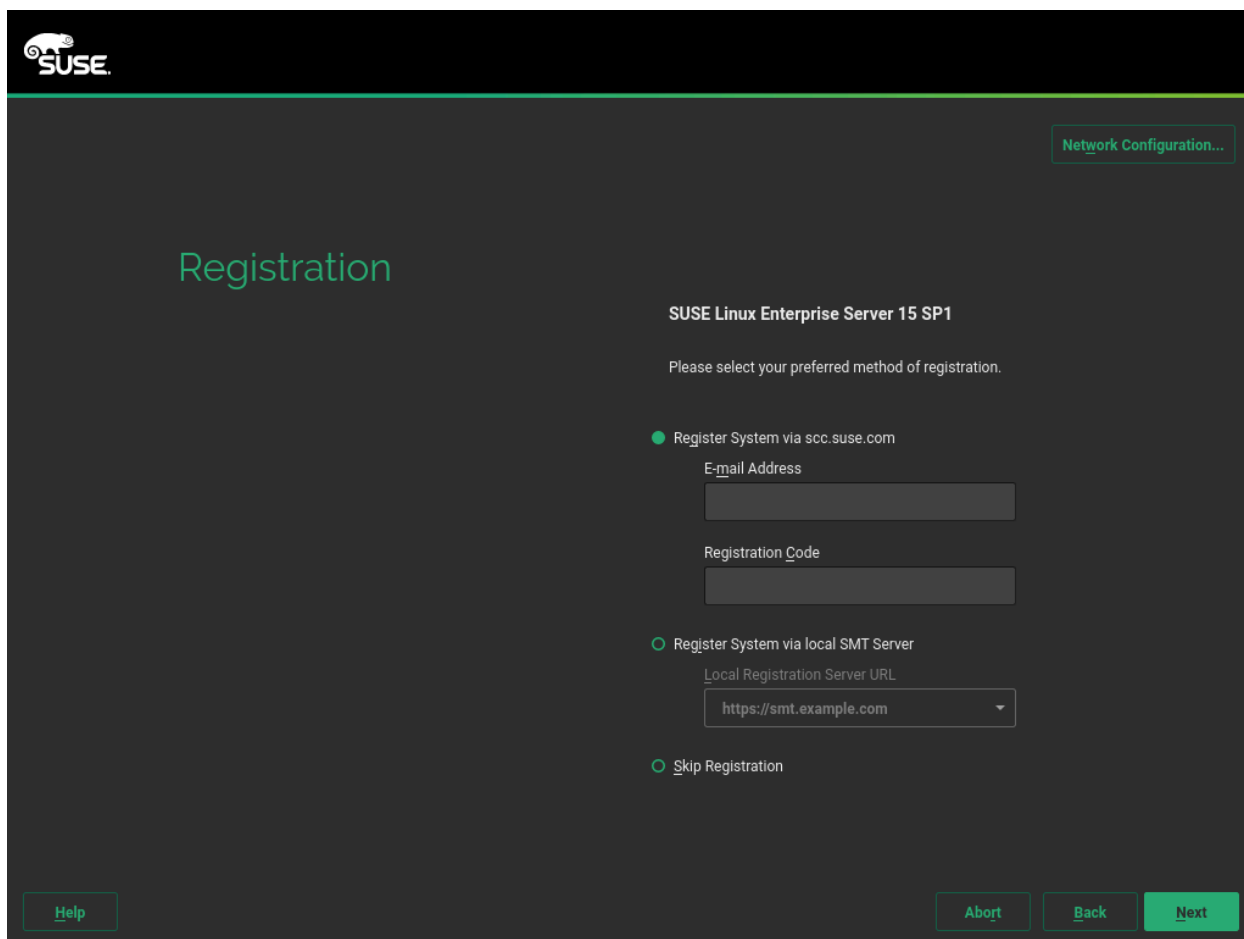 SUSE.
Network Configuration...
Registration
SUSE Linux Enterprise Server 15 SP1
Please select your preferred method of registration.
Register System via scc.suse.com
E-mail Address
Registration Code
Register System via local SMT Server
Local Registration Server URL
https://smt.example.com
Skip Registration
Help
Abort
Back
Next